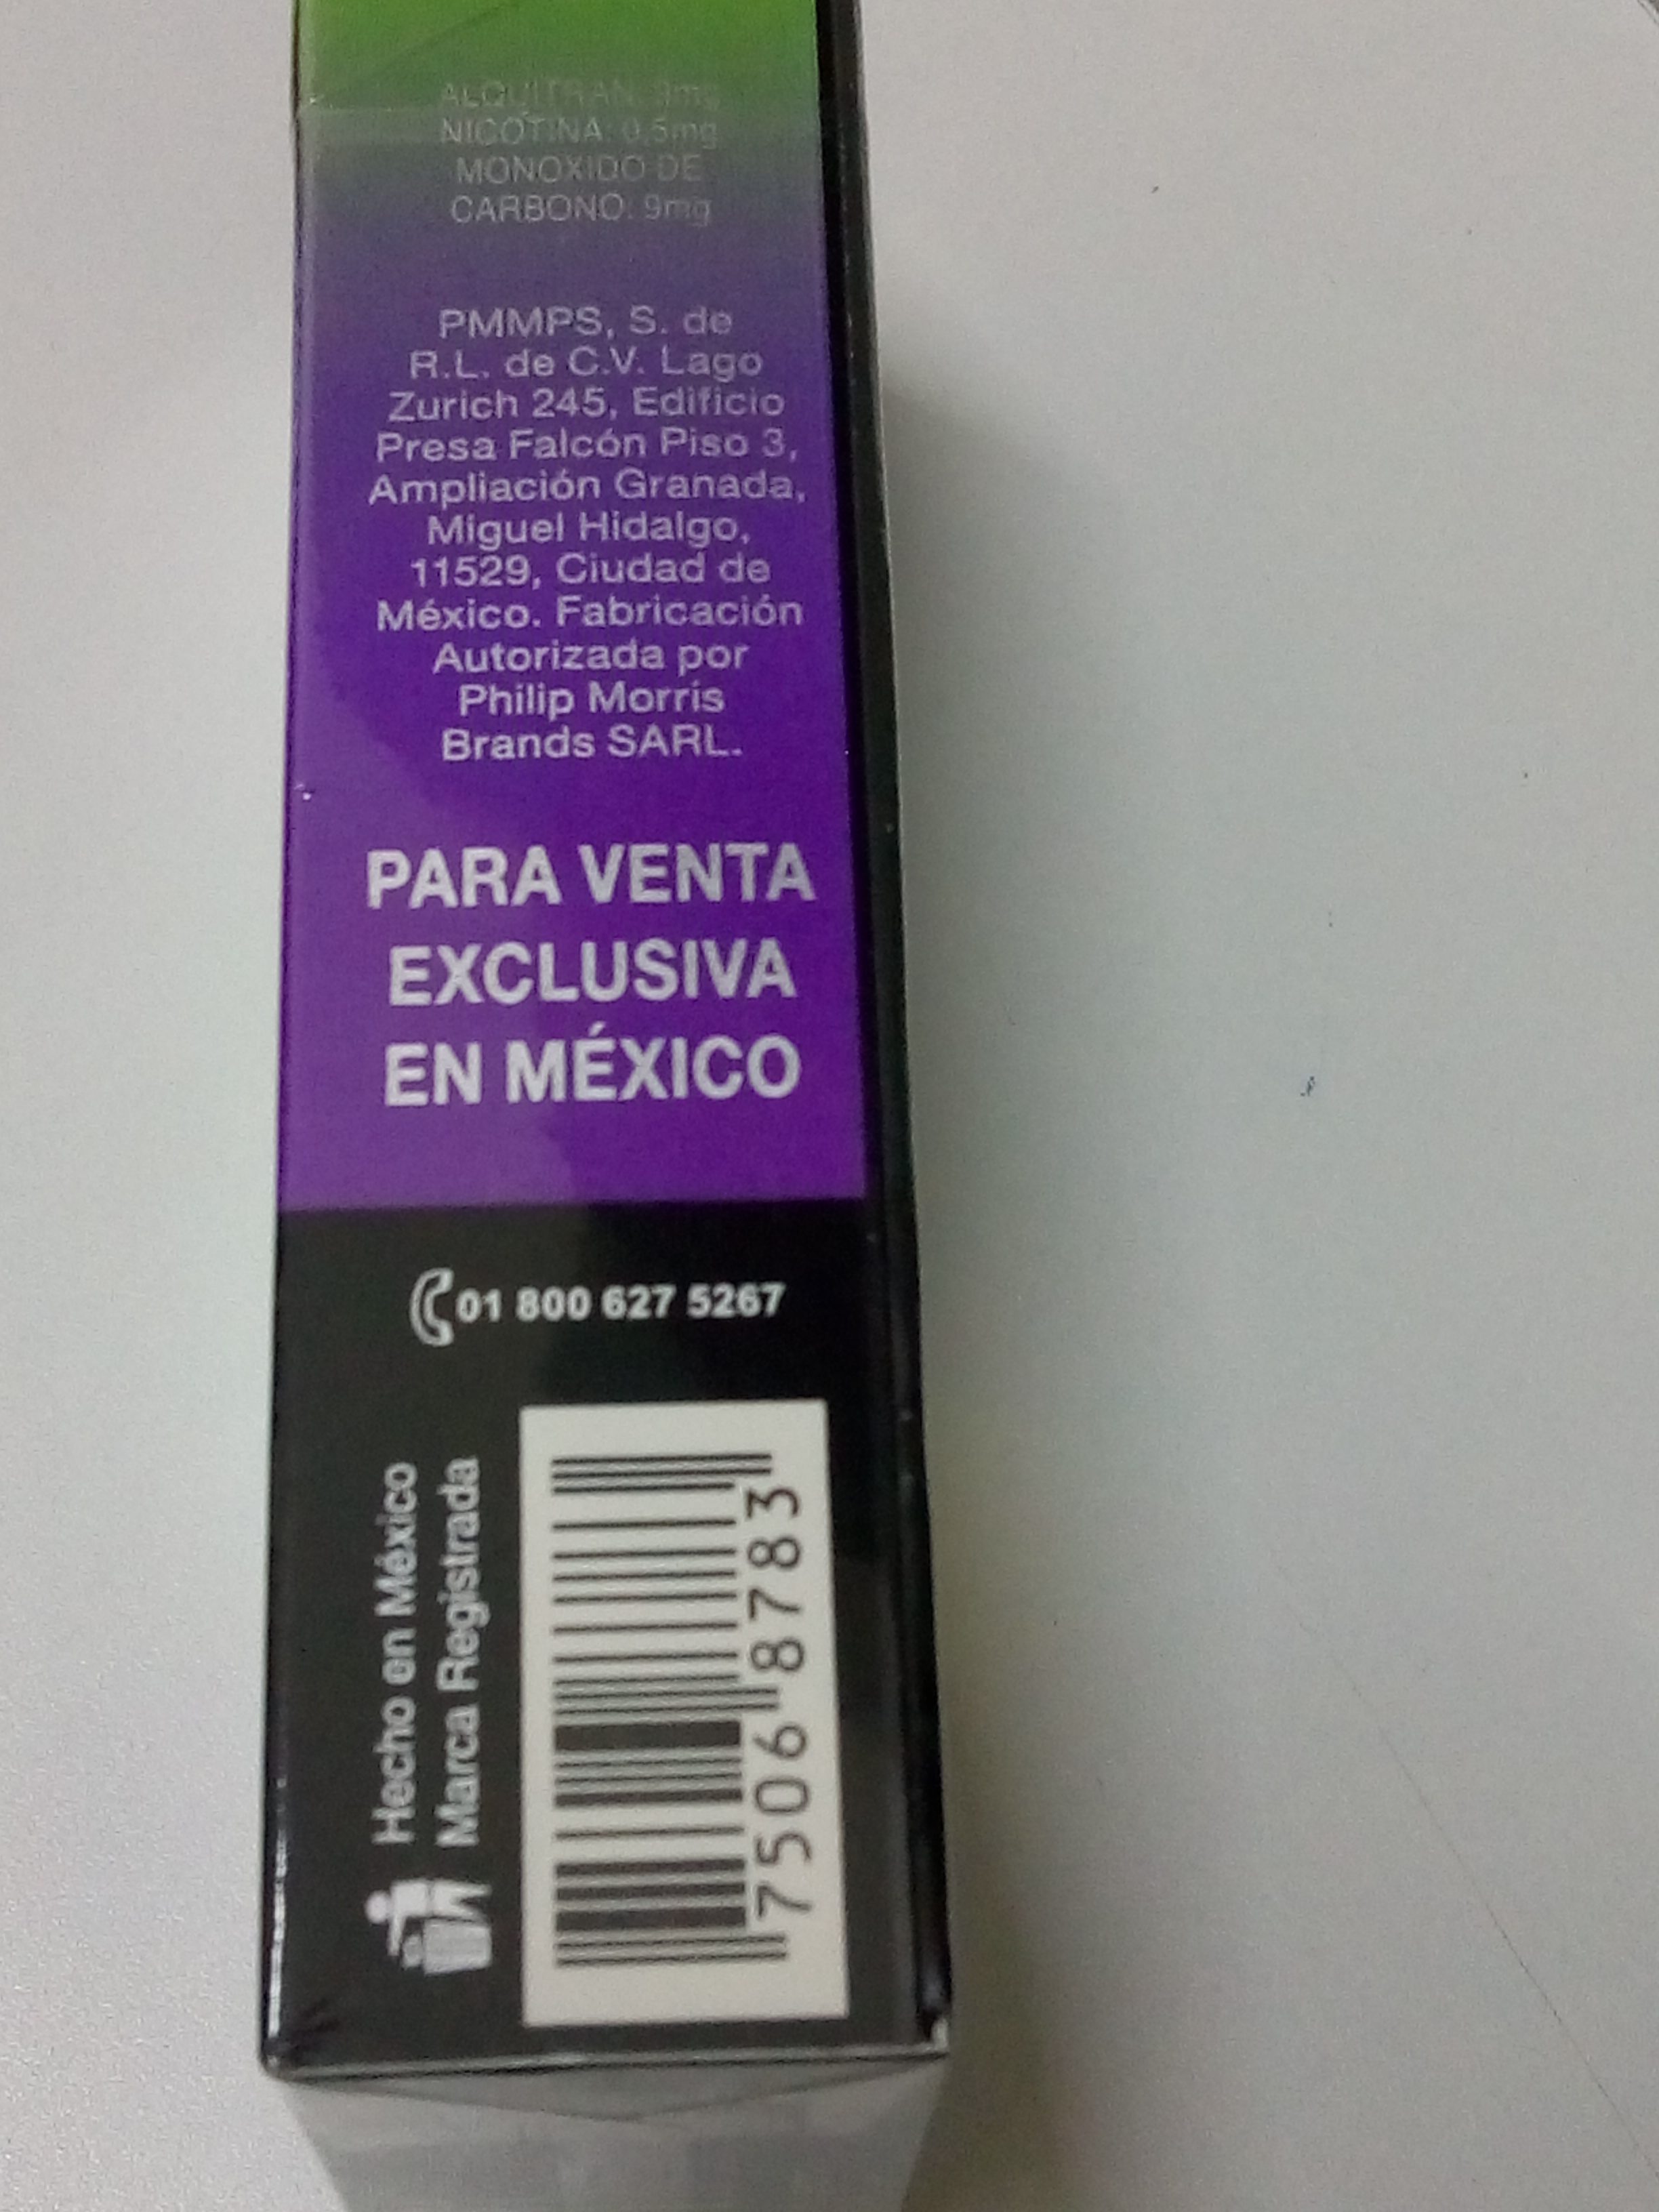 ALQUITRAN: 9mg
NICOTINA: 0.5mg
MONOXIDO DE
CARBONO: 9mg
PMMPS, S. de
R.L. de C.V. Lago
Zurich 245, Edificio
Presa Falcón Piso 3,
Ampliación Granada,
Miguel Hidalgo,
11529, Ciudad de
México. Fabricación
Autorizada por
Philip Morris
Brands SARL.
PARA VENTA
EXCLUSIVA
EN MÉXICO
01 800 627 5267
Hecho en México
Marca Registrada
7506 8783